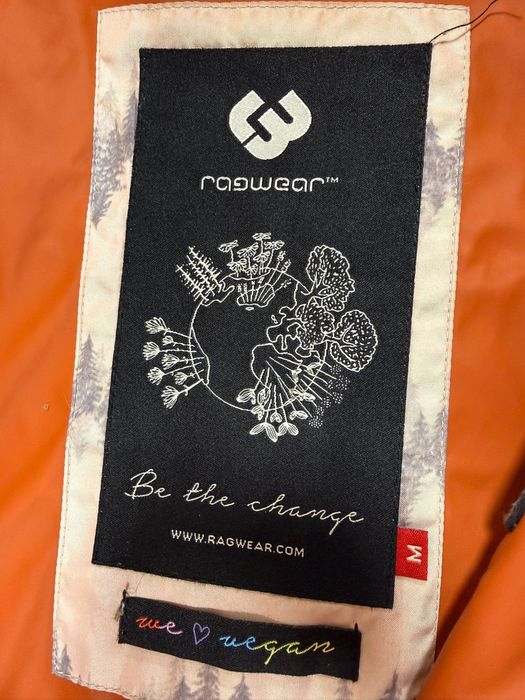 ragwear™
Be the change
WWW.RAGWEAR.COM
M
we ♡ vegan